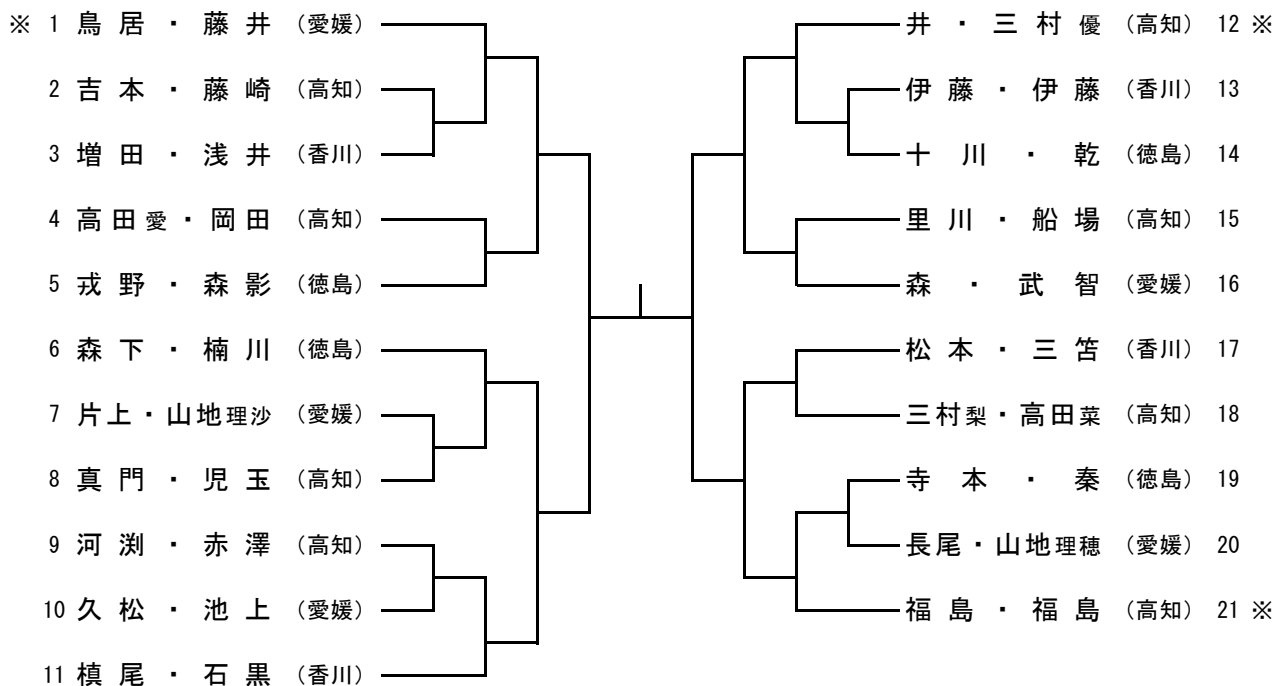 ※ 1 鳥居・藤井 (愛媛)
2 吉本・藤崎 (高知)
3 増田・浅井 (香川)
4 高田愛・岡田 (高知)
5 戎野・森影 (徳島)
6 森下・楠川 (徳島)
7 片上・山地理沙 (愛媛)
8 真門・児玉 (高知)
9 河渕・赤澤 (高知)
10 久松・池上 (愛媛)
11 槙尾・石黒 (香川)
井・三村優 (高知) 12 ※
伊藤・伊藤 (香川) 13
十川・乾 (徳島) 14
里川・船場 (高知) 15
森・武智 (愛媛) 16
松本・三笘 (香川) 17
三村梨・高田菜 (高知) 18
寺本・秦 (徳島) 19
長尾・山地理穂 (愛媛) 20
福島・福島 (高知) 21 ※